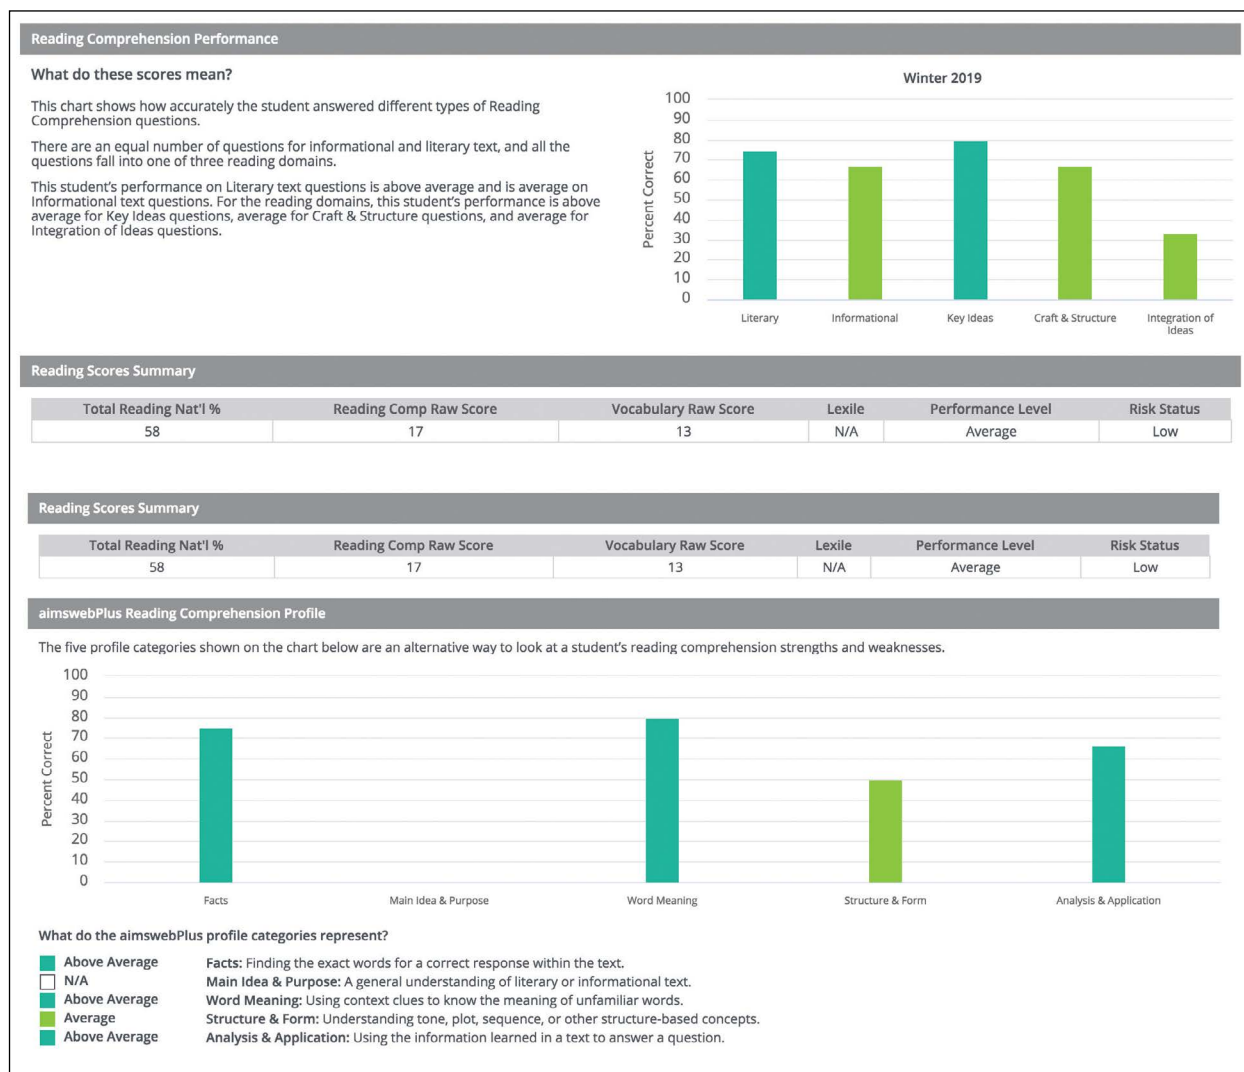 Reading Comprehension Performance
What do these scores mean?
This chart shows how accurately the student answered different types of Reading
Comprehension questions.
There are an equal number of questions for informational and literary text, and all the
questions fall into one of three reading domains.
This student's performance on Literary text questions is above average and is average on
Informational text questions. For the reading domains, this student's performance is above
average for Key Ideas questions, average for Craft & Structure questions, and average for
Integration of Ideas questions.
Winter 2019
Percent Correct
100
90
80
70
60
50
40
30
20
10
0
Literary Informational Key Ideas Craft & Structure Integration of
Ideas
Reading Scores Summary
Total Reading Nat'l % Reading Comp Raw Score Vocabulary Raw Score Lexile Performance Level Risk Status
58 17 13 N/A Average Low
Reading Scores Summary
Total Reading Nat'l % Reading Comp Raw Score Vocabulary Raw Score Lexile Performance Level Risk Status
58 17 13 N/A Average Low
aimswebPlus Reading Comprehension Profile
The five profile categories shown on the chart below are an alternative way to look at a student's reading comprehension strengths and weaknesses.
Percent Correct
100
90
80
70
60
50
40
30
20
10
0
Facts Main Idea & Purpose Word Meaning Structure & Form Analysis & Application
What do the aimswebPlus profile categories represent?
Above Average Facts: Finding the exact words for a correct response within the text.
N/A Main Idea & Purpose: A general understanding of literary or informational text.
Above Average Word Meaning: Using context clues to know the meaning of unfamiliar words.
Average Structure & Form: Understanding tone, plot, sequence, or other structure-based concepts.
Above Average Analysis & Application: Using the information learned in a text to answer a question.